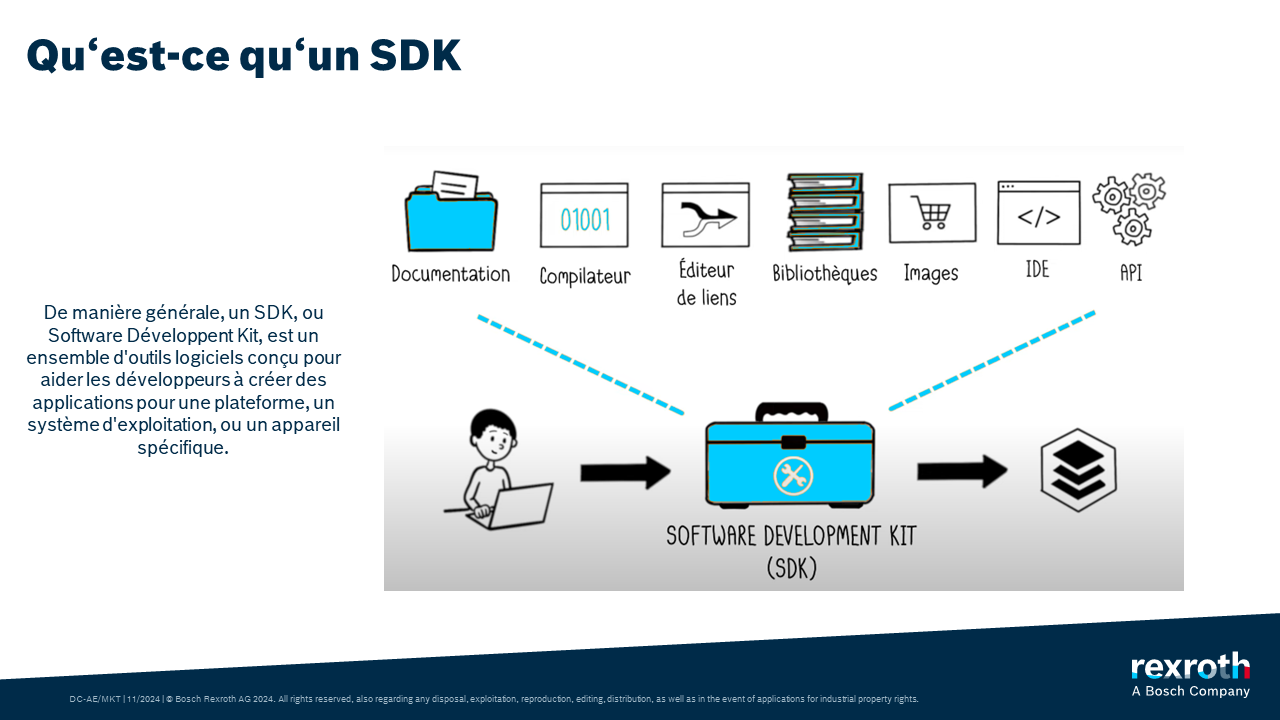 Qu‘est-ce qu‘un SDK
De manière générale, un SDK, ou
Software Développent Kit, est un
ensemble d'outils logiciels conçu pour
aider les développeurs à créer des
applications pour une plateforme, un
système d'exploitation, ou un appareil
spécifique.
01001
</>
Documentation
Compilateur
Éditeur
de liens
Bibliothèques
Images
IDE
API
SOFTWARE DEVELOPMENT KIT
(SDK)
DC-AE/MKT | 11/2024 | © Bosch Rexroth AG 2024. All rights reserved, also regarding any disposal, exploitation, reproduction, editing, distribution, as well as in the event of applications for industrial property rights.
rexroth
A Bosch Company